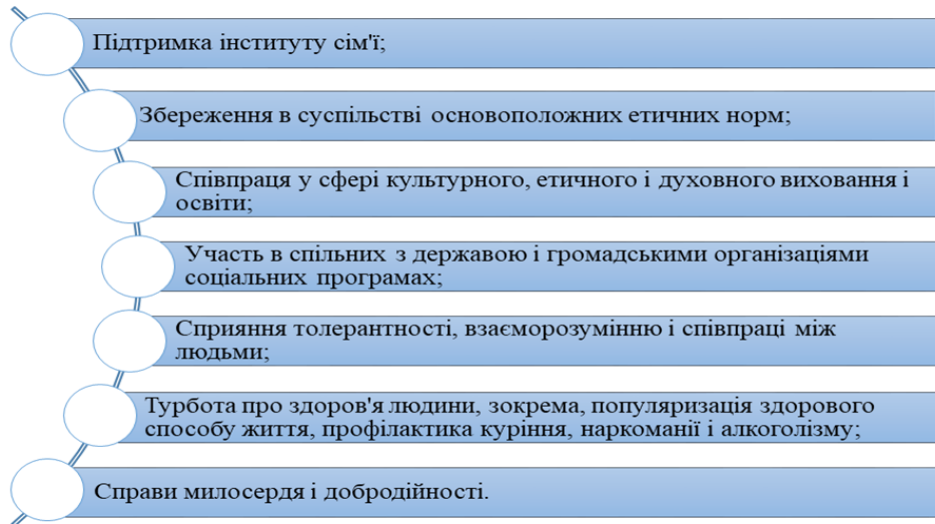 Підтримка інституту сім'ї;
Збереження в суспільстві основоположних етичних норм;
Співпраця у сфері культурного, етичного і духовного виховання і
освіти;
Участь в спільних з державою і громадськими організаціями
соціальних програмах;
Сприяння толерантності, взаєморозумінню і співпраці між
людьми;
Турбота про здоров'я людини, зокрема, популяризація здорового
способу життя, профілактика куріння, наркоманії і алкоголізму;
Справи милосердя і добродійності.